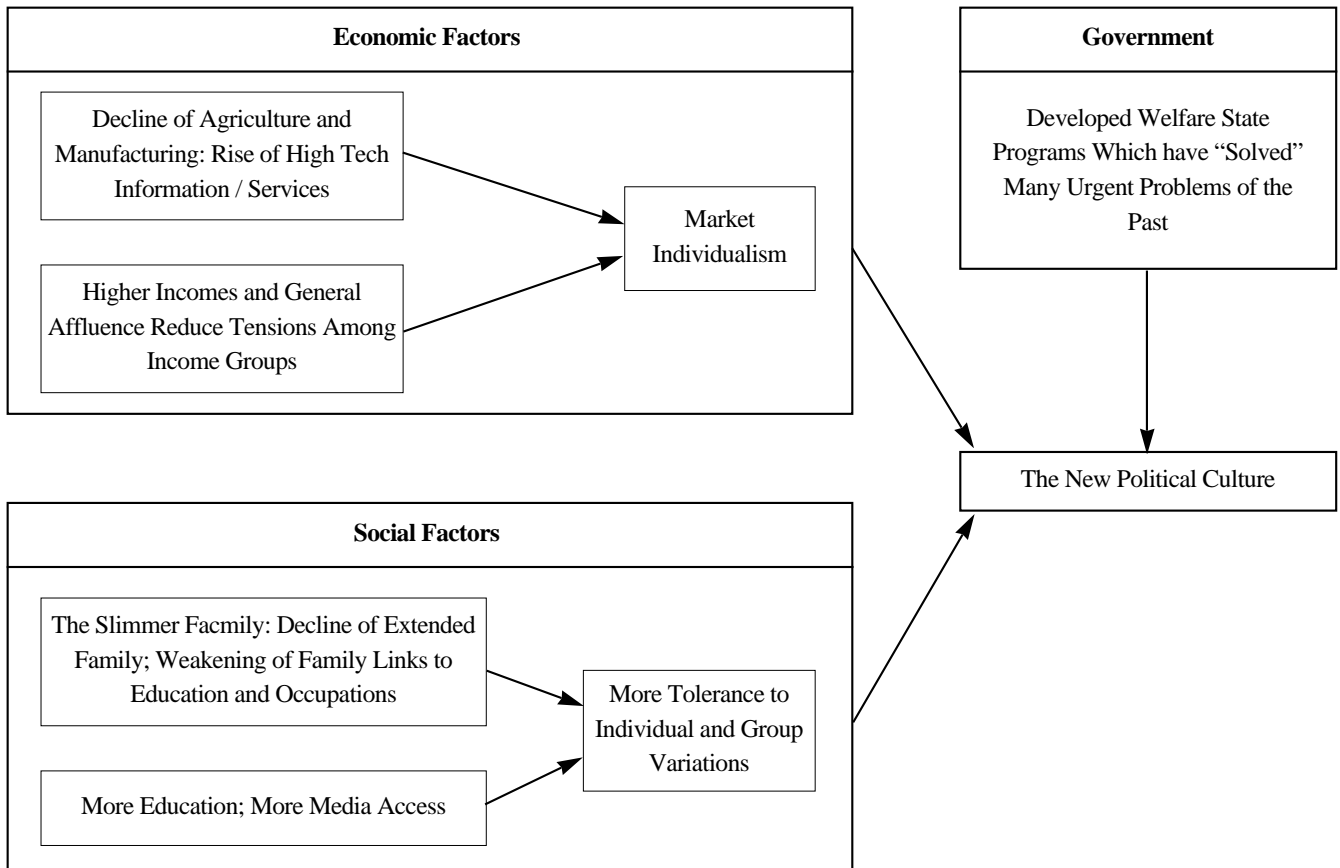 Economic Factors
Decline of Agriculture and
Manufacturing: Rise of High Tech
Information / Services
Higher Incomes and General
Affluence Reduce Tensions Among
Income Groups
Market
Individualism
Government
Developed Welfare State
Programs Which have “Solved”
Many Urgent Problems of the
Past
The New Political Culture
Social Factors
The Slimmer Facmily: Decline of Extended
Family; Weakening of Family Links to
Education and Occupations
More Education; More Media Access
More Tolerance to
Individual and Group
Variations